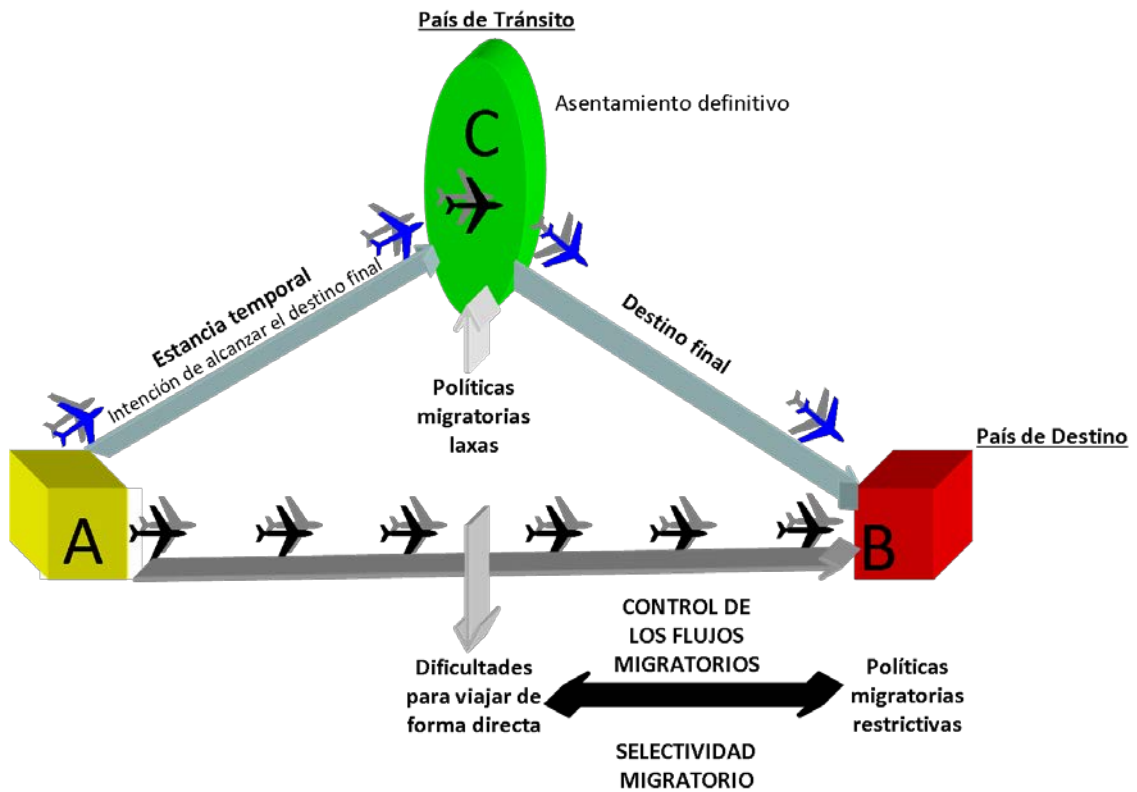 País de Tránsito
Asentamiento definitivo
C
Estancia temporal
Intención de alcanzar el destino final
Destino final
Políticas
migratorias
laxas
País de Destino
A
B
CONTROL DE
LOS FLUJOS
MIGRATORIOS
Dificultades
para viajar de
forma directa
Políticas
migratorias
restrictivas
SELECTIVIDAD
MIGRATORIO